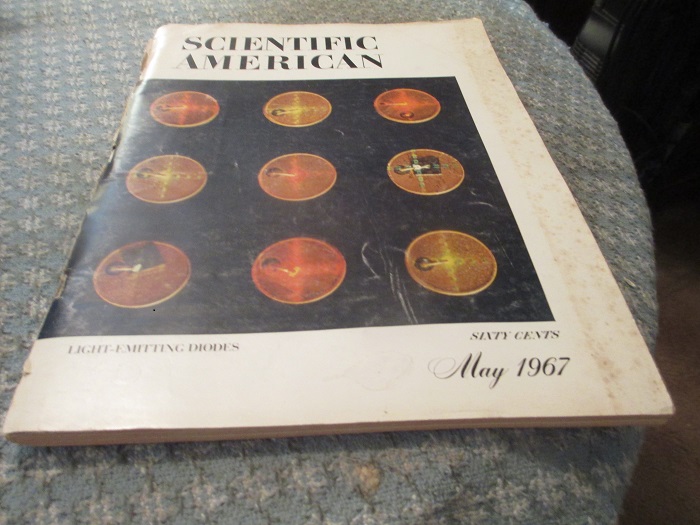 SCIENTIFIC
AMERICAN
LIGHT-EMITTING DIODES
SIXTY CENTS
May 1967